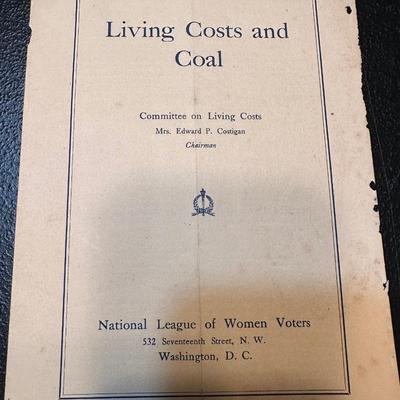 Living Costs and
Coal
Committee on Living Costs
Mrs. Edward P. Costigan
Chairman
National League of Women Voters
532 Seventeenth Street, N. W.
Washington, D. C.